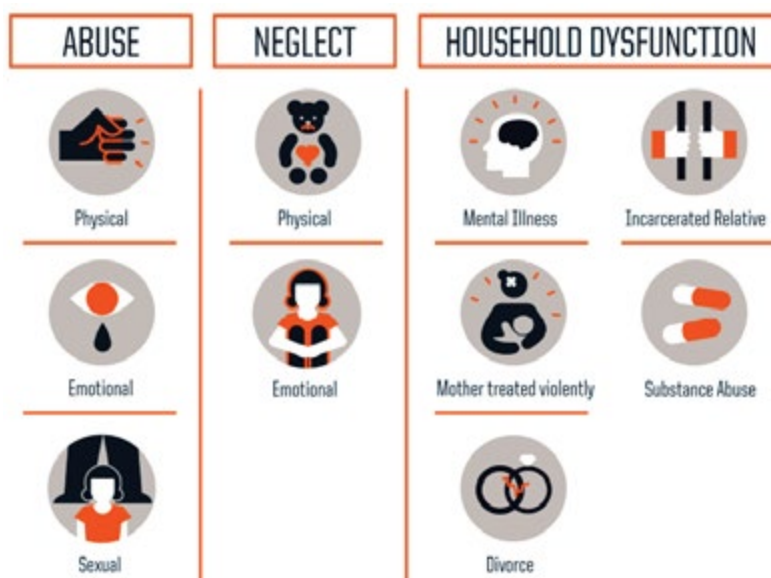 ABUSE
NEGLECT
HOUSEHOLD DYSFUNCTION
Physical
Physical
Mental Illness
Incarcerated Relative
Emotional
Emotional
Mother treated violently
Substance Abuse
Sexual
Divorce